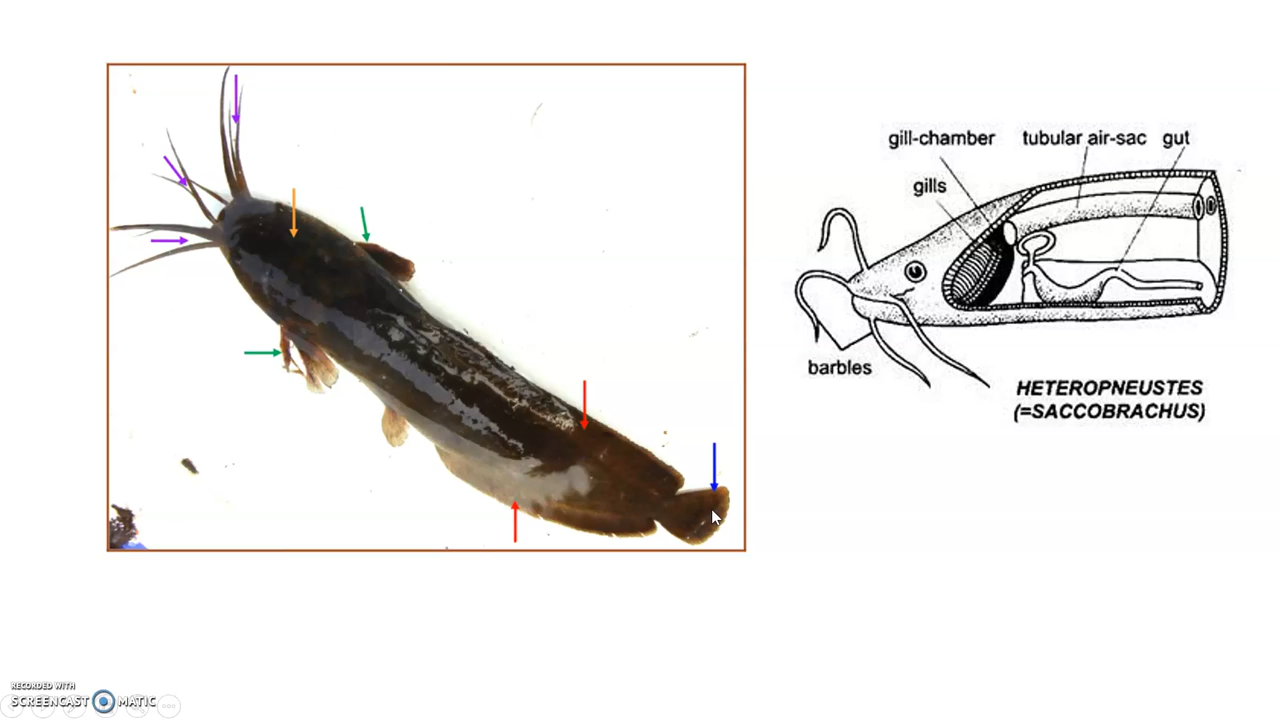 gill-chamber
tubular air-sac
gut
gills
barbles
HETEROPNEUSTES
(=SACCOBRACHUS)
RECORDED WITH
SCREENCAST MATIC